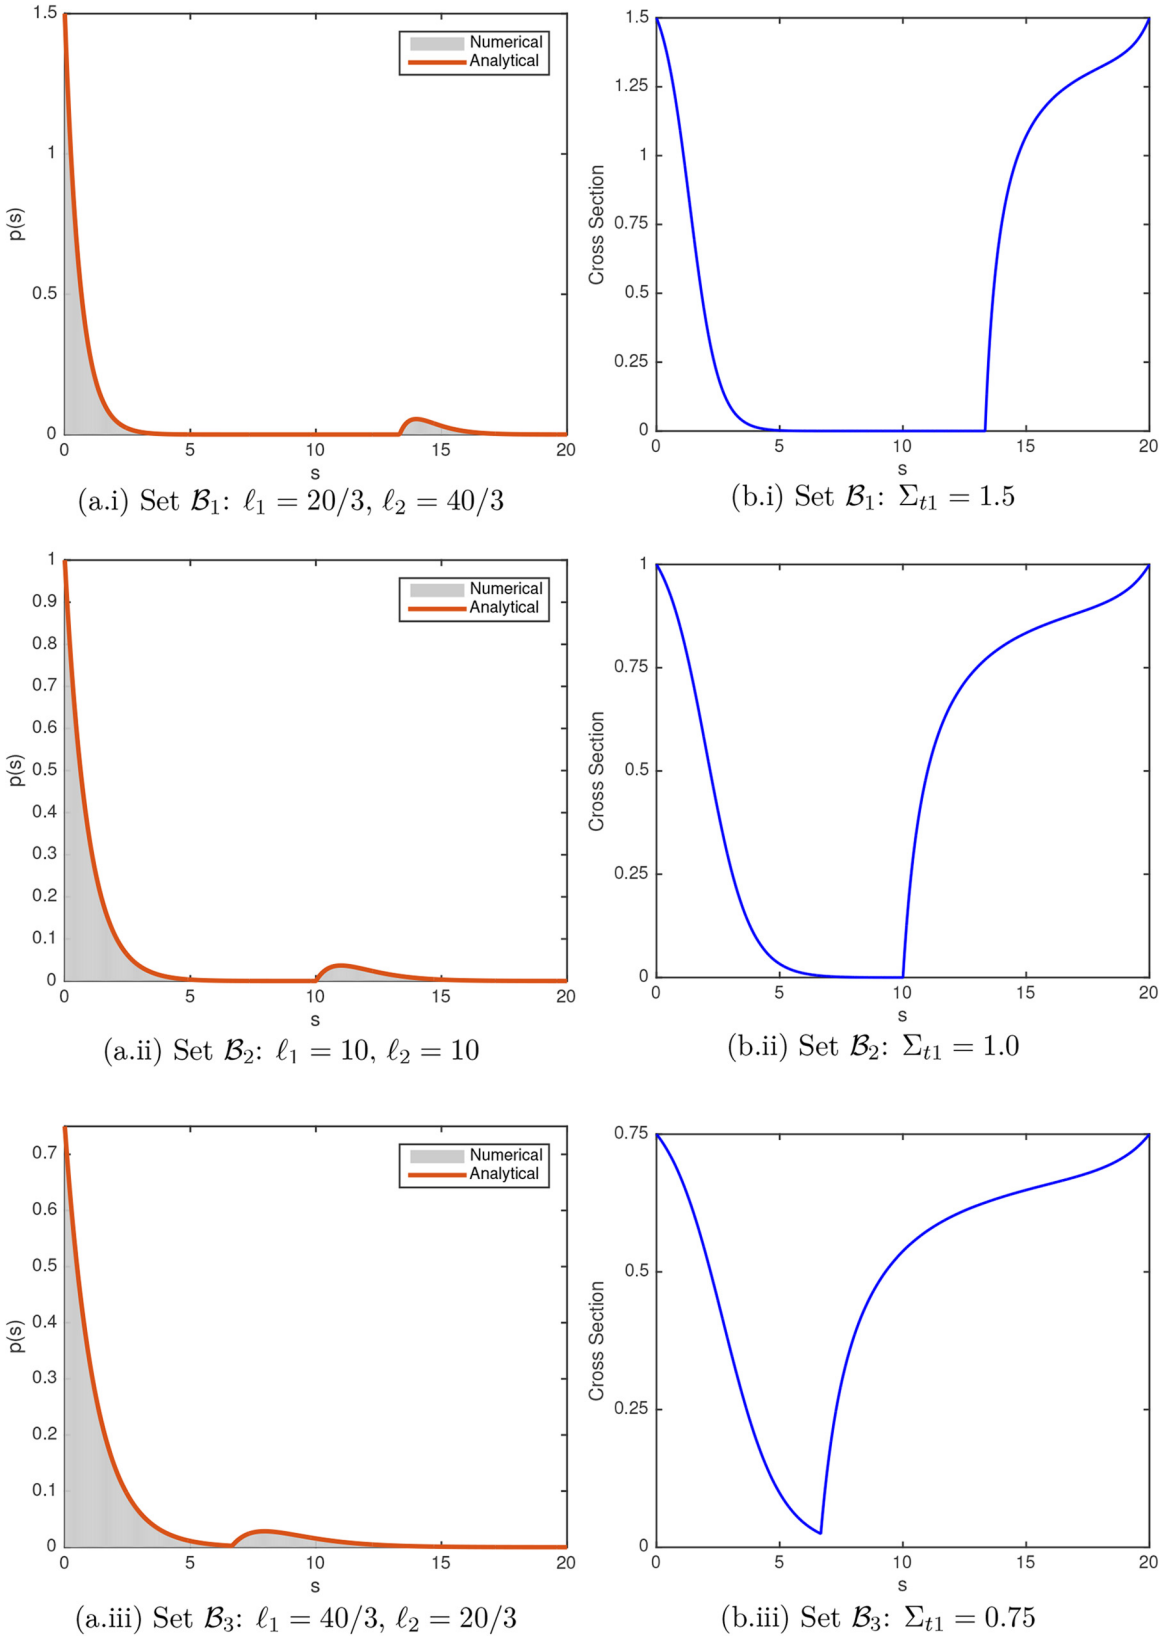 1.5
1
0.5
0
p(s)
Numerical
Analytical
0 5 10 15 20
s
(a.i) Set ℬ₁: ℓ₁ = 20/3, ℓ₂ = 40/3
1.5
1.25
1
0.75
0.5
0.25
0
Cross Section
0 5 10 15 20
s
(b.i) Set ℬ₁: Σₜ₁ = 1.5
1
0.9
0.8
0.7
0.6
0.5
0.4
0.3
0.2
0.1
0
p(s)
Numerical
Analytical
0 5 10 15 20
s
(a.ii) Set ℬ₂: ℓ₁ = 10, ℓ₂ = 10
1
0.75
0.5
0.25
0
Cross Section
0 5 10 15 20
s
(b.ii) Set ℬ₂: Σₜ₁ = 1.0
0.7
0.6
0.5
0.4
0.3
0.2
0.1
0
p(s)
Numerical
Analytical
0 5 10 15 20
s
(a.iii) Set ℬ₃: ℓ₁ = 40/3, ℓ₂ = 20/3
0.75
0.5
0.25
0
Cross Section
0 5 10 15 20
s
(b.iii) Set ℬ₃: Σₜ₁ = 0.75